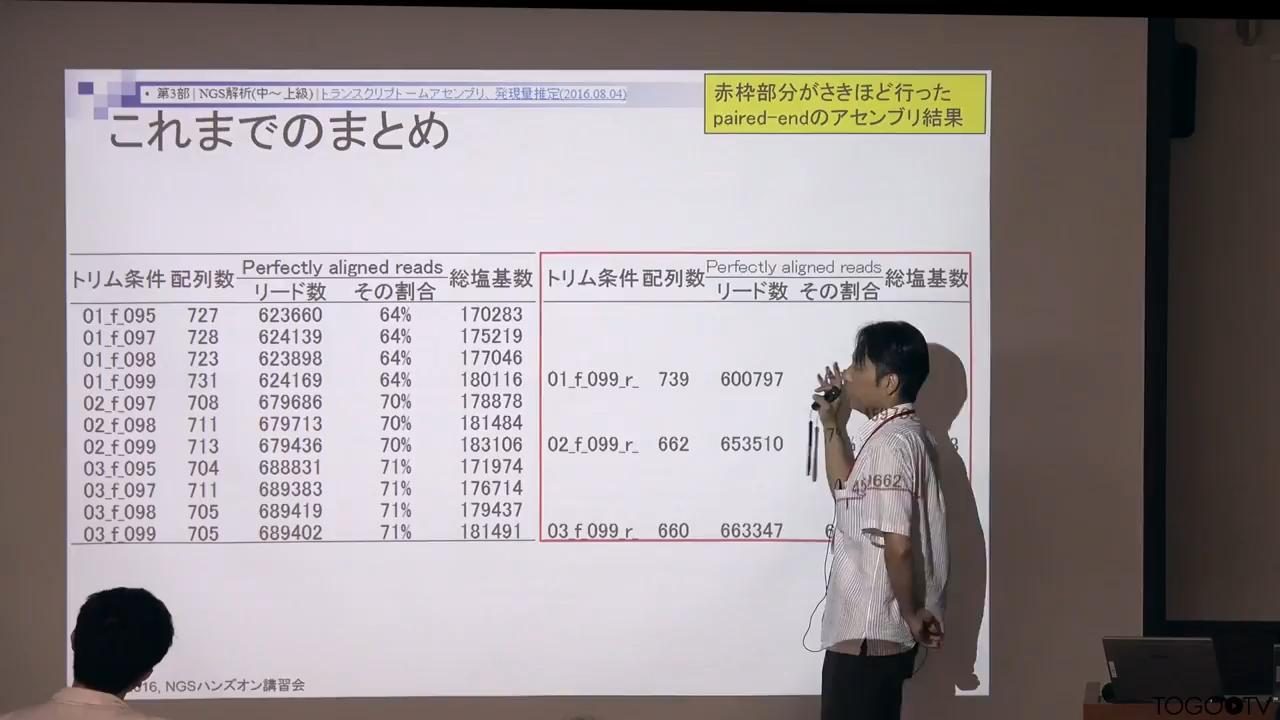 • 第3部 | NGS解析(中～上級) | トランスクリプトームアセンブリ、発現量推定(2016.08.04)
これまでのまとめ
赤枠部分がさきほど行った
paired-endのアセンブリ結果
トリム条件 配列数 Perfectly aligned reads 総塩基数
リード数 その割合
01_f_095 727 623660 64% 170283
01_f_097 728 624139 64% 175219
01_f_098 723 623898 64% 177046
01_f_099 731 624169 64% 180116
02_f_097 708 679686 70% 178878
02_f_098 711 679713 70% 181484
02_f_099 713 679436 70% 183106
03_f_095 704 688831 71% 171974
03_f_097 711 689383 71% 176714
03_f_098 705 689419 71% 179437
03_f_099 705 689402 71% 181491
トリム条件 配列数 Perfectly aligned reads 総塩基数
リード数 その割合
01_f_099_r_ 739 600797
02_f_099_r_ 662 653510
03_f_099_r_ 660 663347
2016, NGSハンズオン講習会
TOGOTV